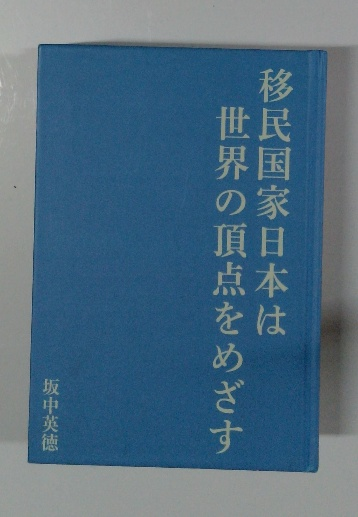 移民国家日本は
世界の頂点をめざす
坂中英徳